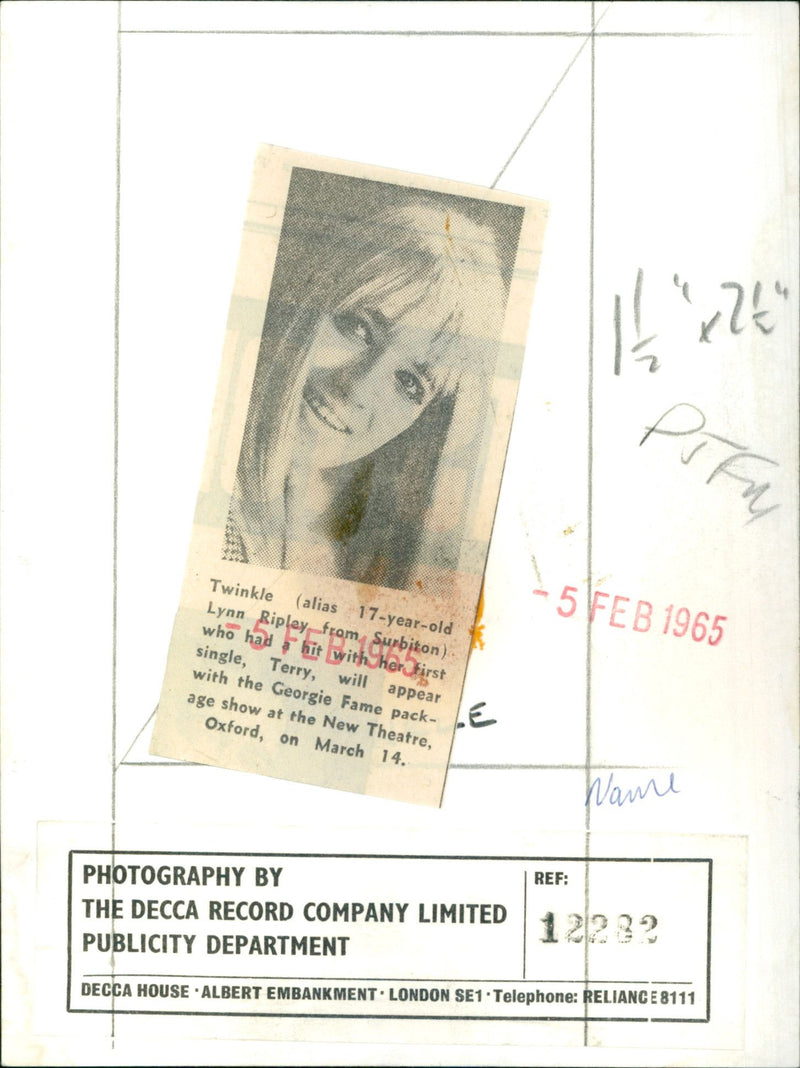 1½" x 2½"
- 5 FEB 1965
Twinkle (alias 17-year-old
Lynn Ripley from Surbiton)
who had a hit with her first
single, Terry, will appear
with the Georgie Fame pack-
age show at the New Theatre,
Oxford, on March 14.
- 5 FEB 1965
LE
Name
PHOTOGRAPHY BY
THE DECCA RECORD COMPANY LIMITED
PUBLICITY DEPARTMENT
REF:
12282
DECCA HOUSE · ALBERT EMBANKMENT · LONDON SE1 · Telephone: RELIANCE 8111